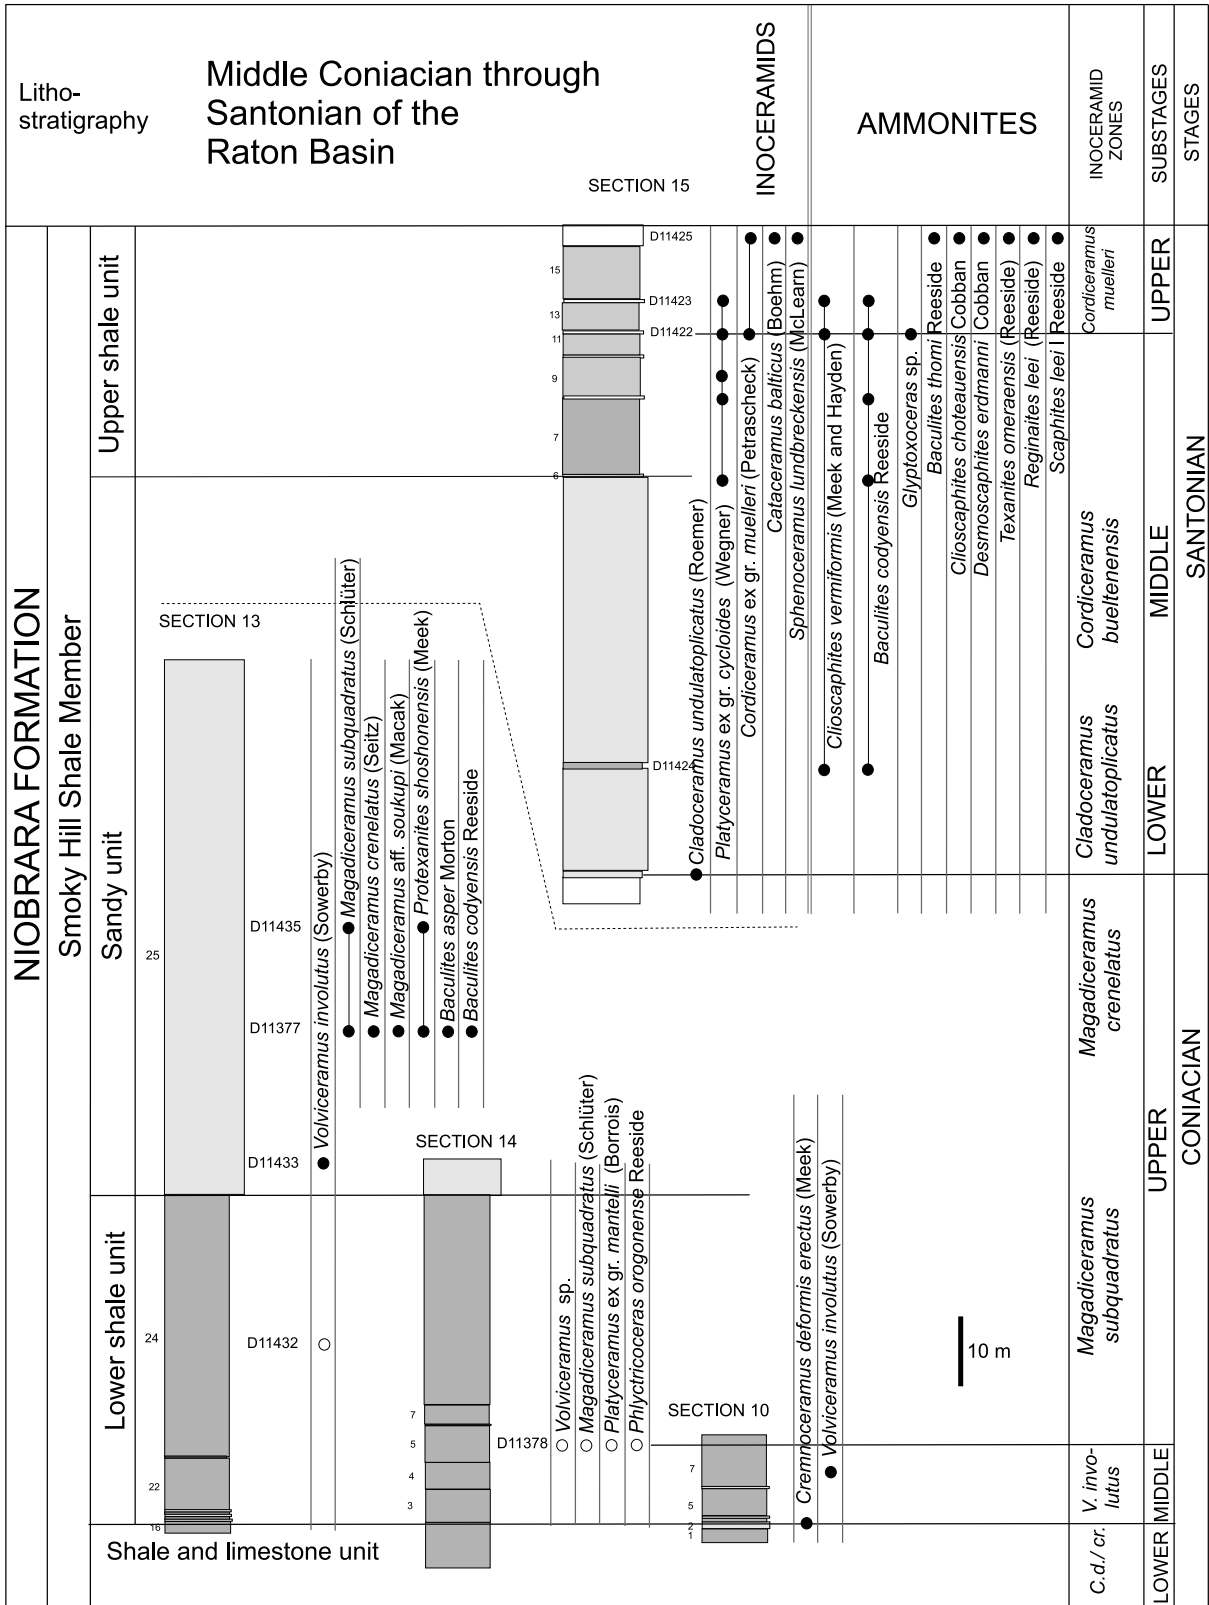 Litho-
stratigraphy
Middle Coniacian through
Santonian of the
Raton Basin
INOCERAMIDS
AMMONITES
INOCERAMID
ZONES
SUBSTAGES
STAGES
NIOBRARA FORMATION
Smoky Hill Shale Member
Upper shale unit
Sandy unit
Lower shale unit
Shale and limestone unit
SECTION 15
15
13
11
9
7
6
D11425
D11423
D11422
D11424
Cladoceramus undulatoplicatus (Roemer)
Platyceramus ex gr. cycloides (Wegner)
Cordiceramus ex gr. muelleri (Petrascheck)
Cataceramus balticus (Boehm)
Sphenoceramus lundbreckensis (McLearn)
Clioscaphites vermiformis (Meek and Hayden)
Baculites codyensis Reeside
Glyptoxoceras sp.
Baculites thomi Reeside
Clioscaphites choteauensis Cobban
Desmoscaphites erdmanni Cobban
Texanites omeraensis (Reeside)
Reginaites leei (Reeside)
Scaphites leei I Reeside
SECTION 13
25
24
22
16
D11435
D11377
D11433
D11432
Volviceramus involutus (Sowerby)
Magadiceramus subquadratus (Schlüter)
Magadiceramus crenelatus (Seitz)
Magadiceramus aff. soukupi (Macak)
Protexanites shoshonensis (Meek)
Baculites asper Morton
Baculites codyensis Reeside
SECTION 14
7
5
4
3
D11378
Volviceramus sp.
Magadiceramus subquadratus (Schlüter)
Platyceramus ex gr. mantelli (Borrois)
Phlyctricoceras orogonense Reeside
SECTION 10
7
5
2
1
Cremnoceramus deformis erectus (Meek)
Volviceramus involutus (Sowerby)
10 m
Cordiceramus
muelleri
Cordiceramus
bueltenensis
Cladoceramus
undulatoplicatus
Magadiceramus
crenelatus
Magadiceramus
subquadratus
V. invo-
lutus
C.d./ cr.
UPPER
MIDDLE
LOWER
UPPER
MIDDLE
LOWER
SANTONIAN
CONIACIAN